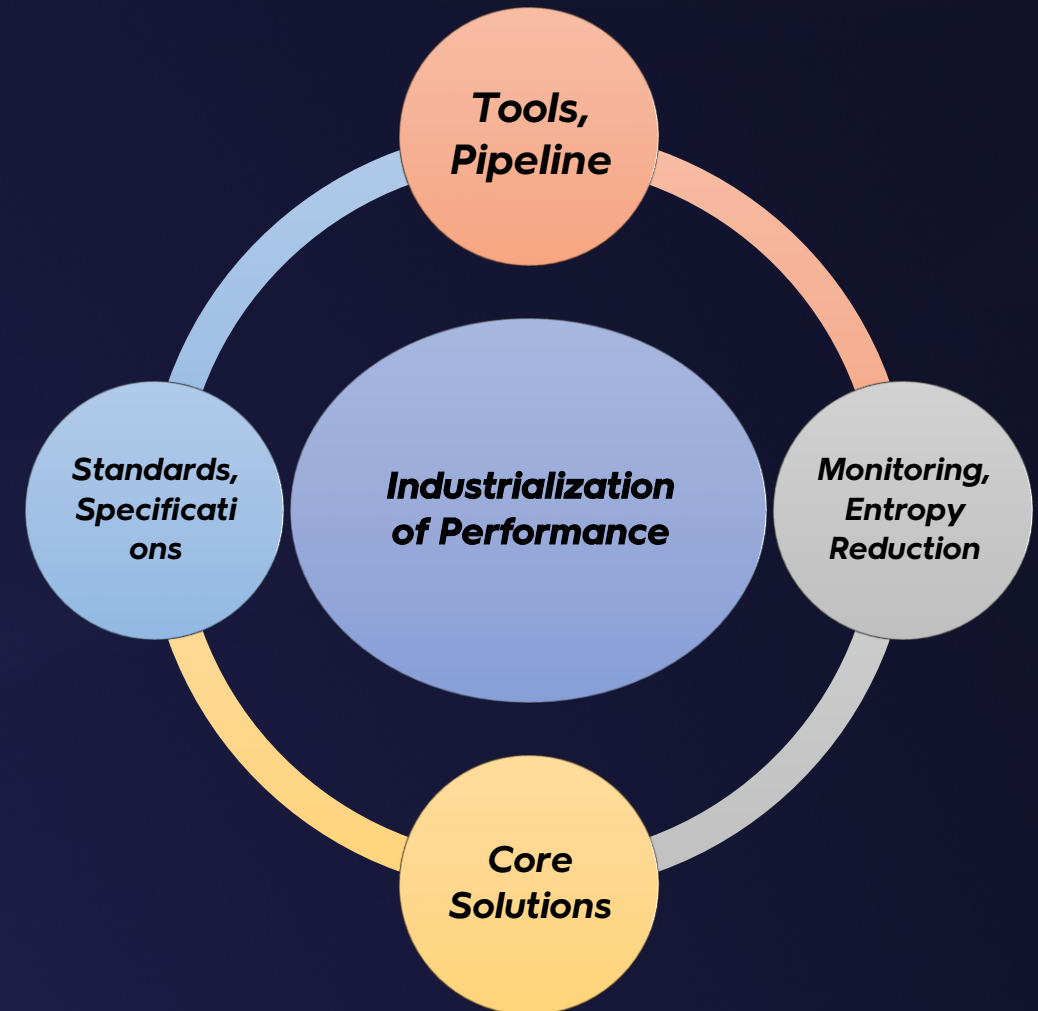 Tools,
Pipeline
Standards,
Specificati
ons
Industrialization
of Performance
Monitoring,
Entropy
Reduction
Core
Solutions